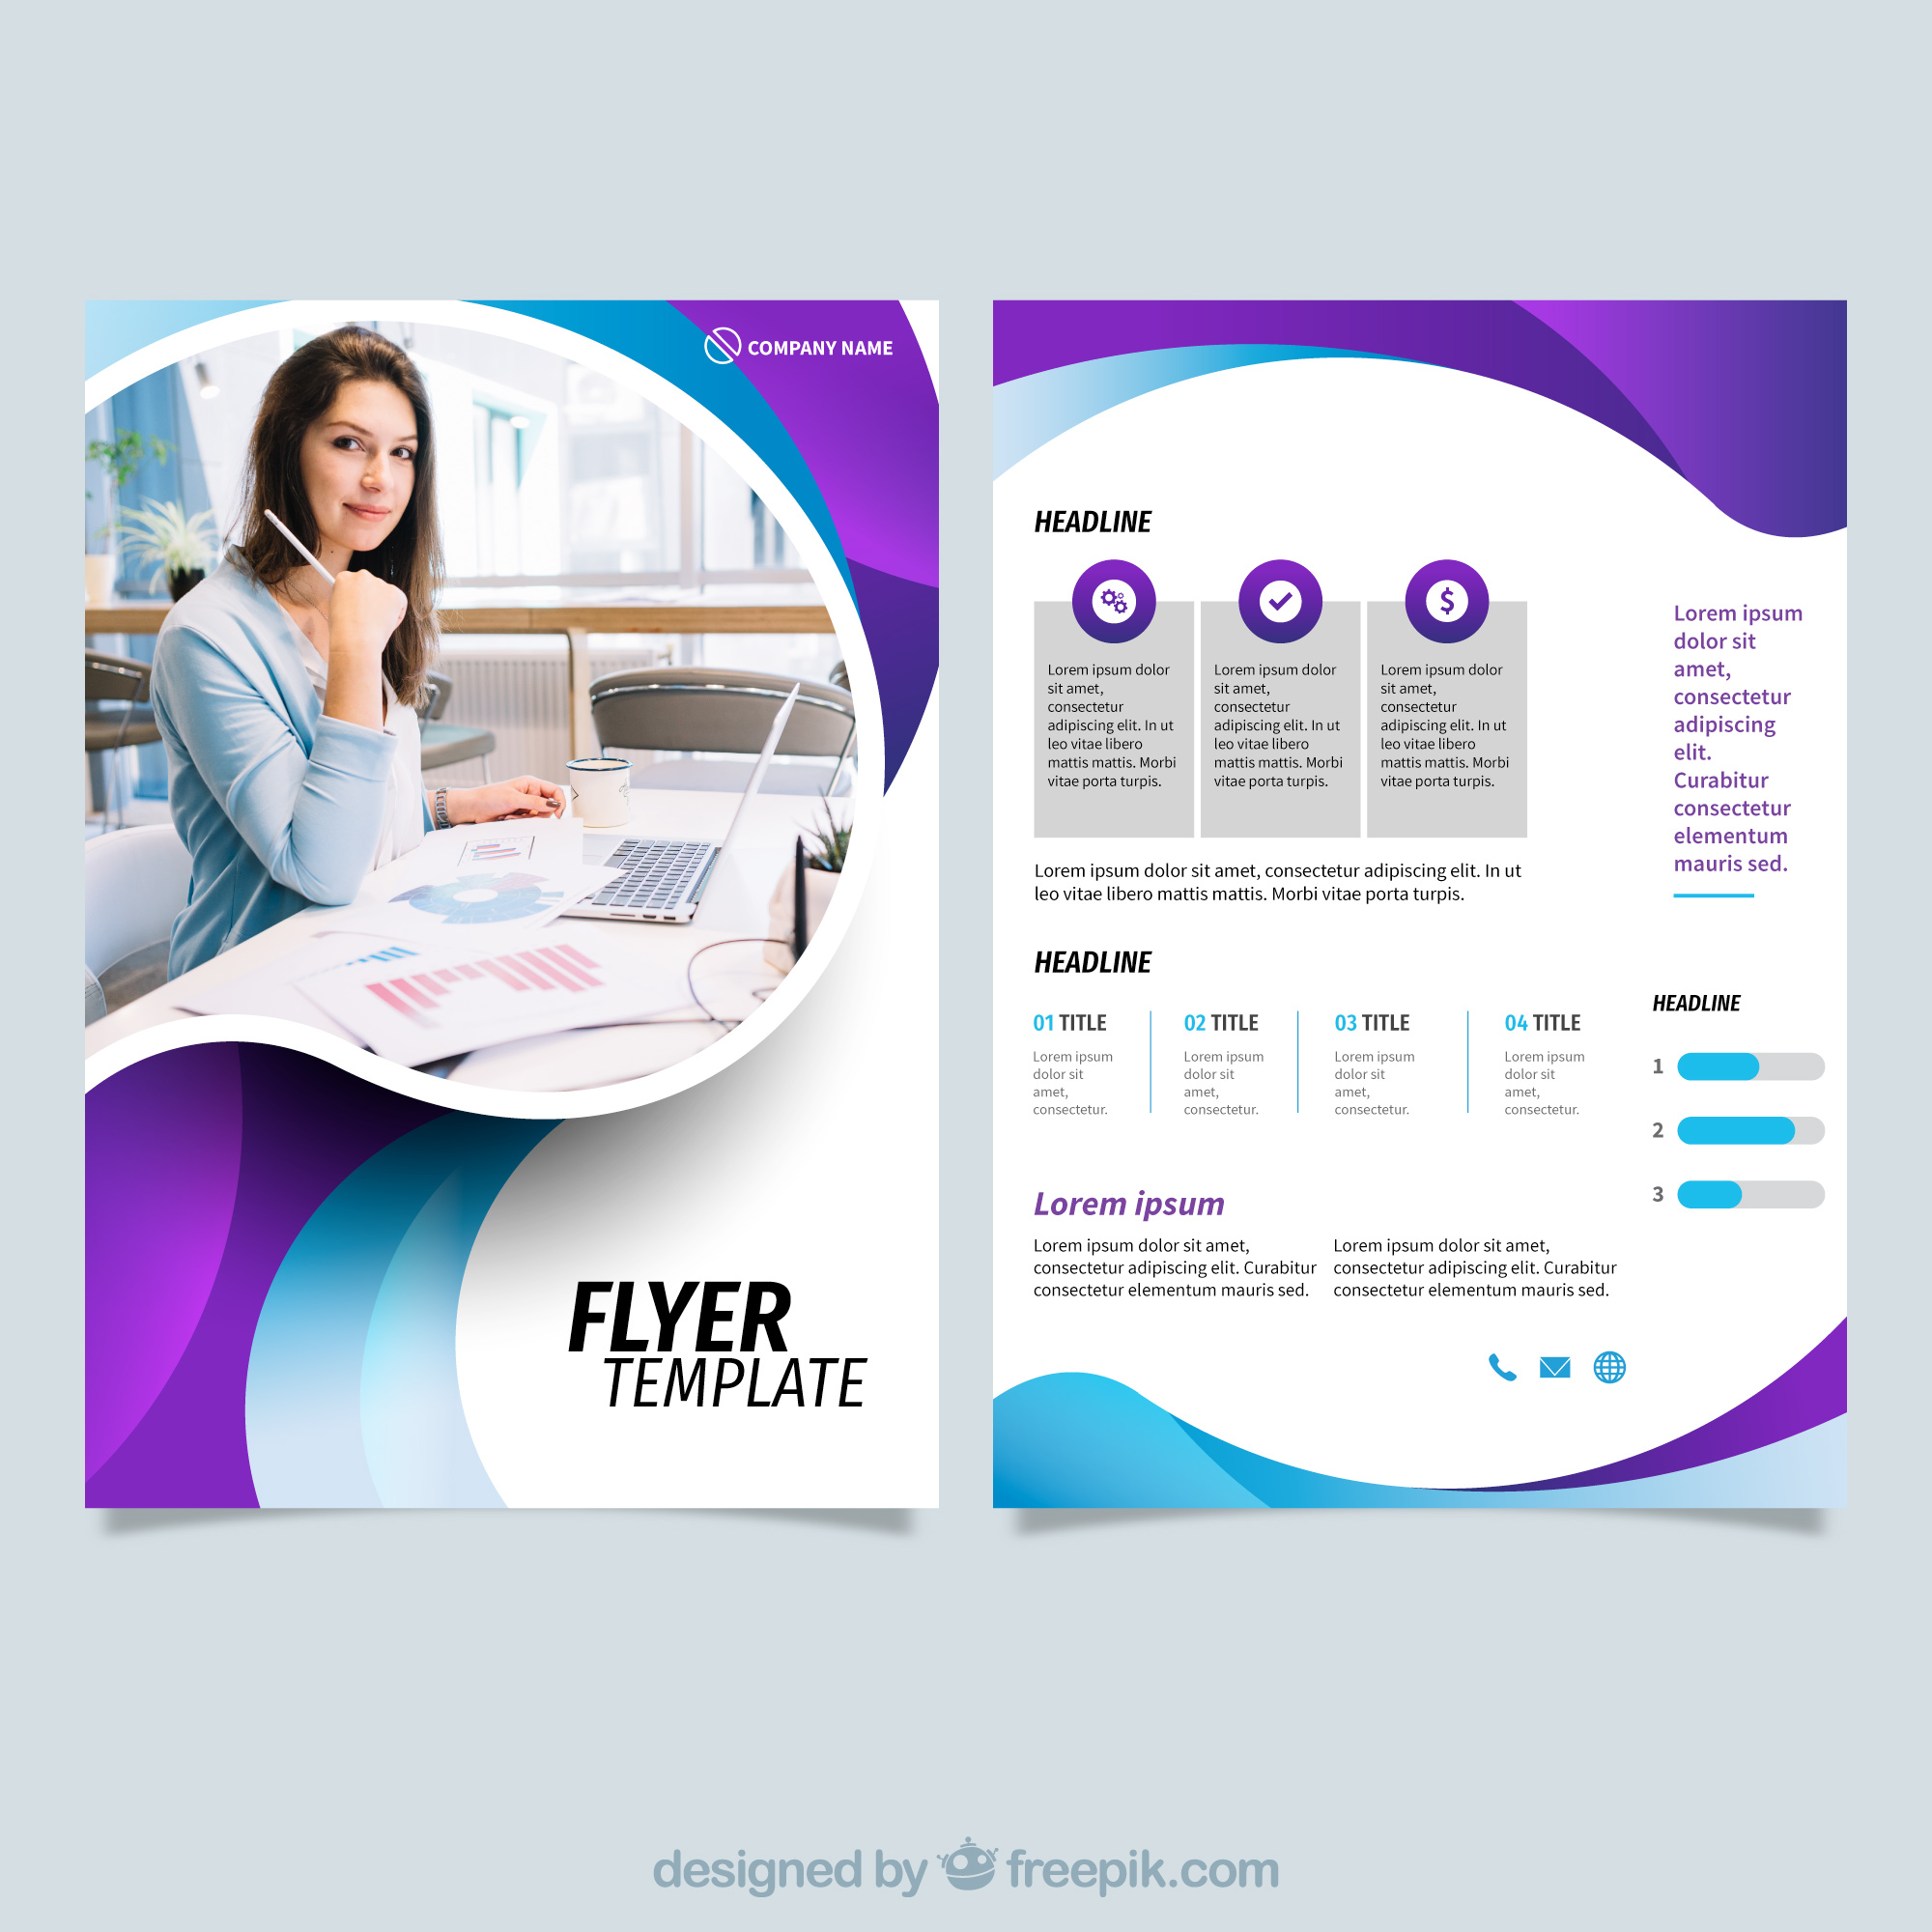 COMPANY NAME
FLYER
TEMPLATE
HEADLINE
Lorem ipsum dolor
sit amet,
consectetur
adipiscing elit. In ut
leo vitae libero
mattis mattis. Morbi
vitae porta turpis.
Lorem ipsum dolor
sit amet,
consectetur
adipiscing elit. In ut
leo vitae libero
mattis mattis. Morbi
vitae porta turpis.
$
Lorem ipsum dolor
sit amet,
consectetur
adipiscing elit. In ut
leo vitae libero
mattis mattis. Morbi
vitae porta turpis.
Lorem ipsum dolor sit amet, consectetur adipiscing elit. In ut
leo vitae libero mattis mattis. Morbi vitae porta turpis.
Lorem ipsum
dolor sit
amet,
consectetur
adipiscing
elit.
Curabitur
consectetur
elementum
mauris sed.
HEADLINE
01 TITLE
Lorem ipsum
dolor sit
amet,
consectetur.
02 TITLE
Lorem ipsum
dolor sit
amet,
consectetur.
03 TITLE
Lorem ipsum
dolor sit
amet,
consectetur.
04 TITLE
Lorem ipsum
dolor sit
amet,
consectetur.
HEADLINE
1
2
3
Lorem ipsum
Lorem ipsum dolor sit amet,
consectetur adipiscing elit. Curabitur
consectetur elementum mauris sed.
Lorem ipsum dolor sit amet,
consectetur adipiscing elit. Curabitur
consectetur elementum mauris sed.
designed by freepik.com